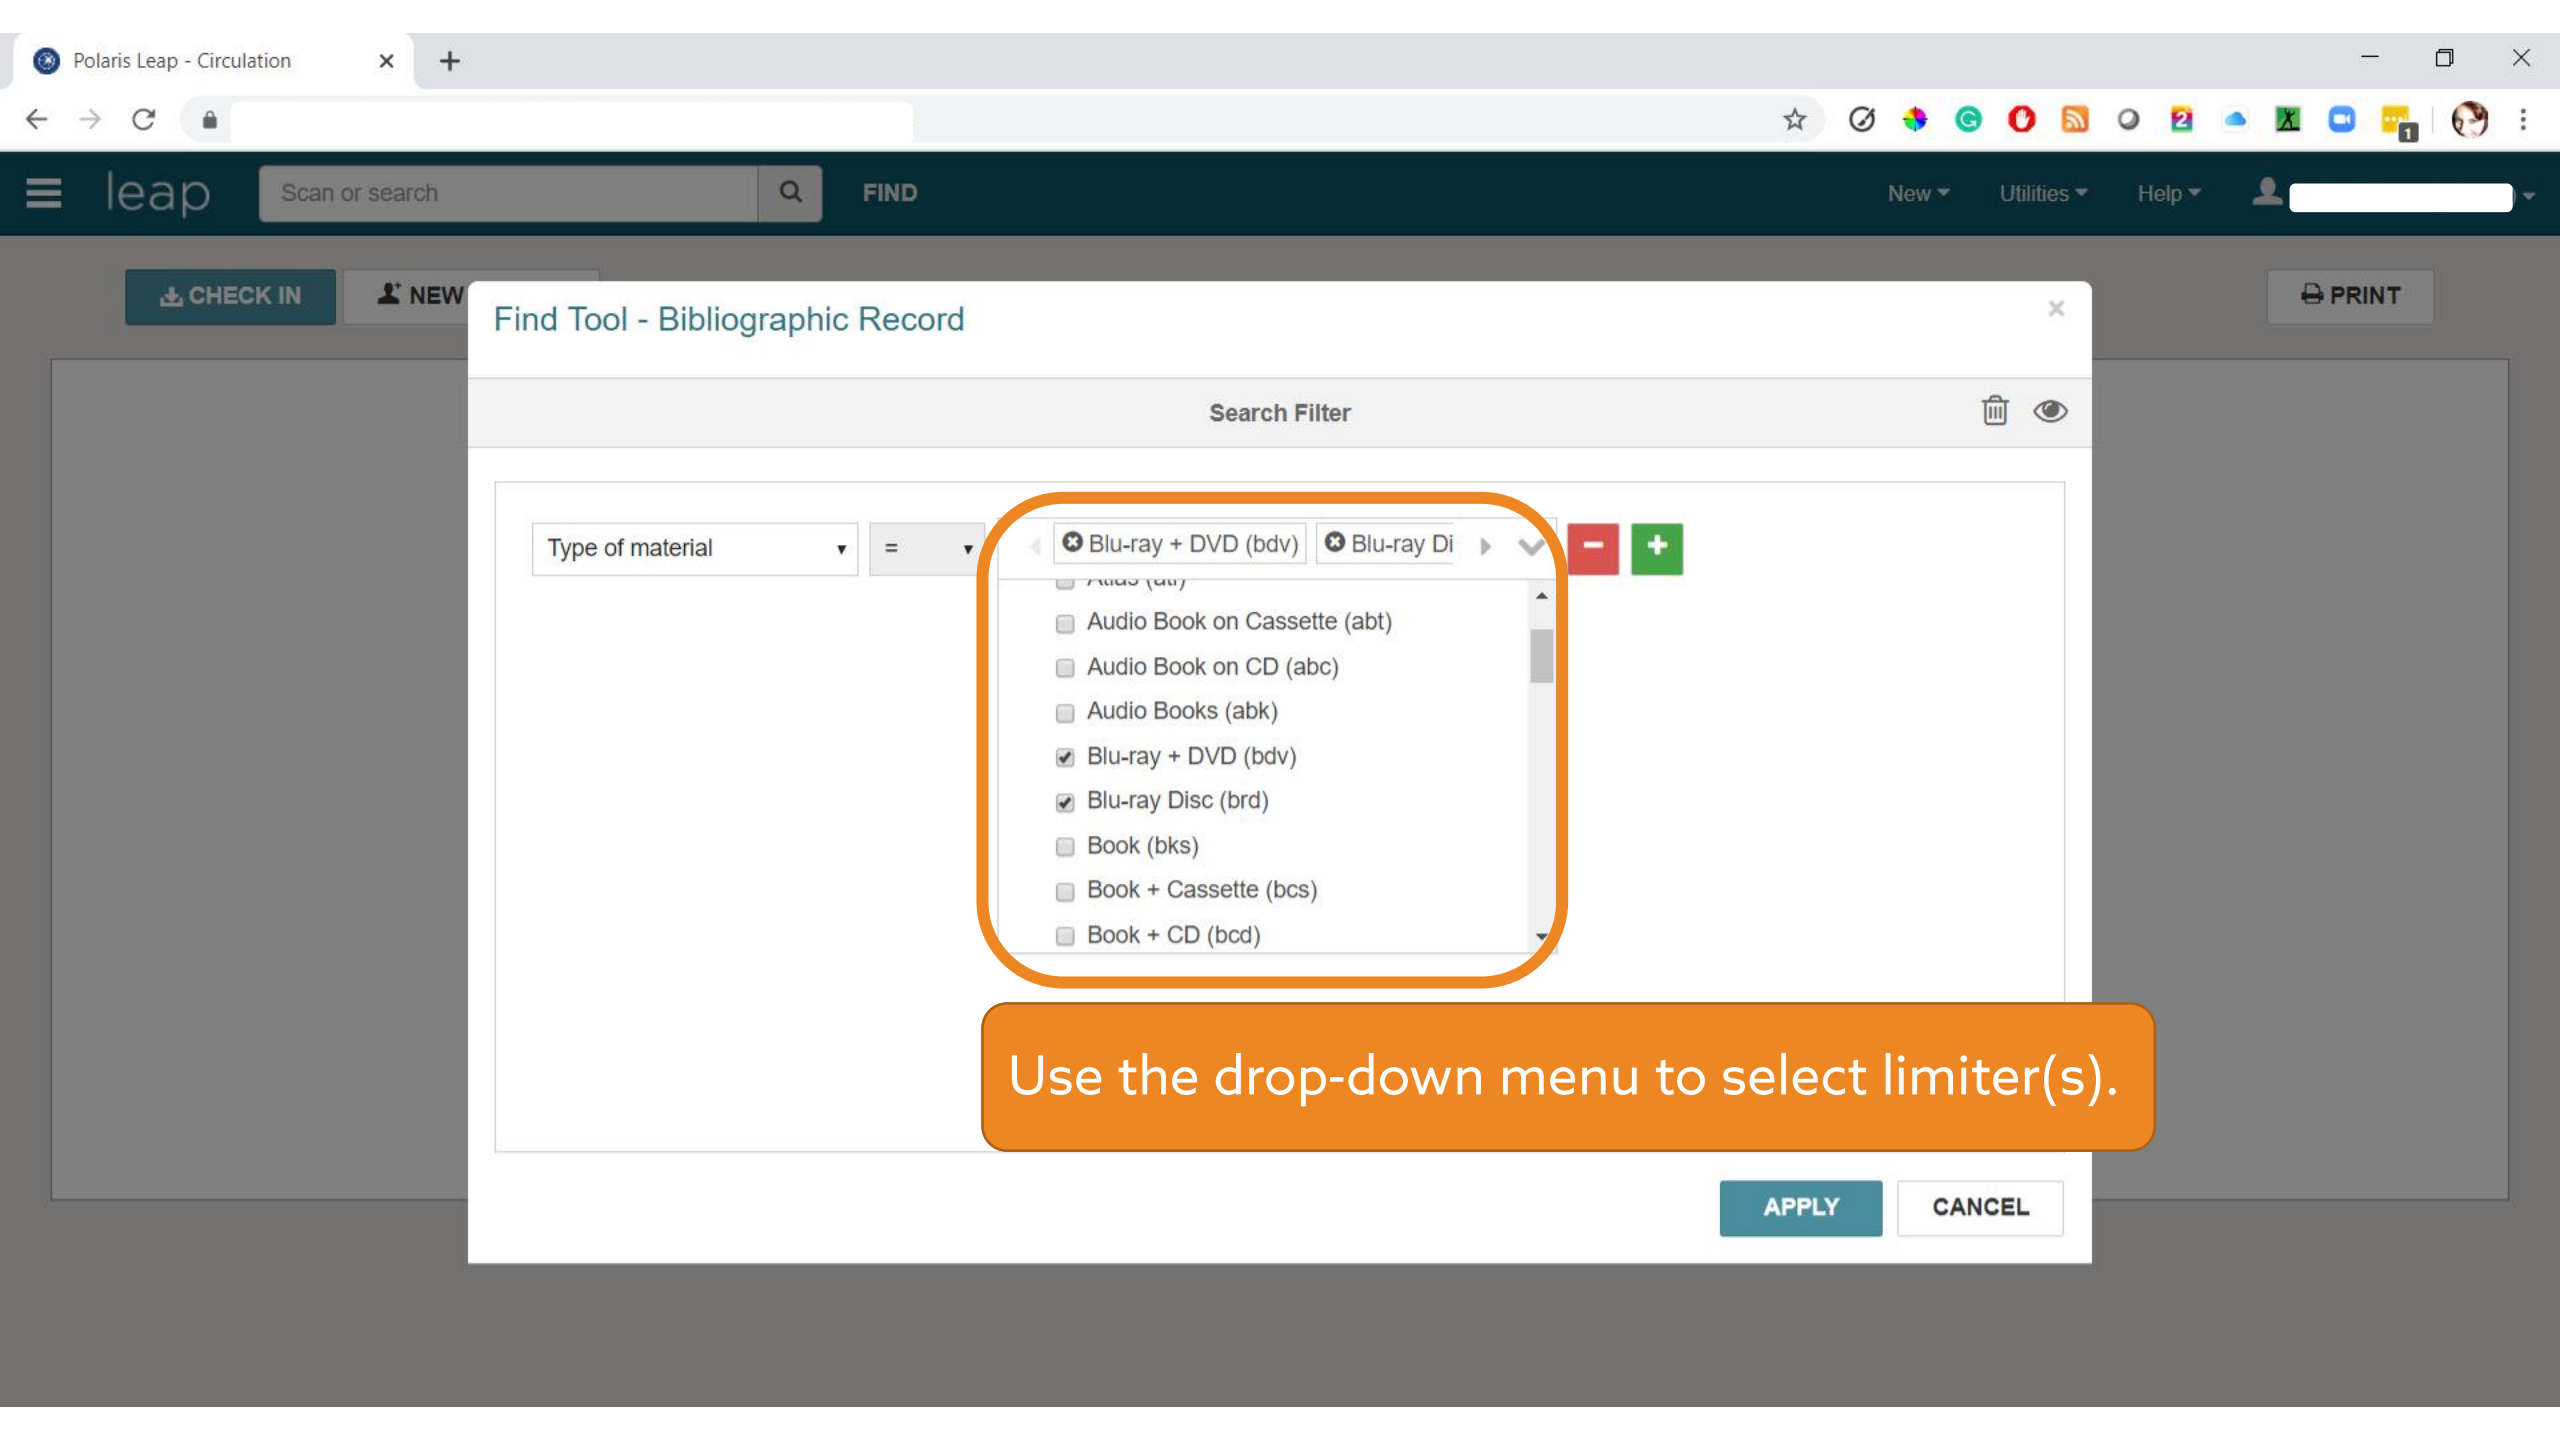 Polaris Leap - Circulation
leap Scan or search FIND New Utilities Help
CHECK IN NEW PRINT
Find Tool - Bibliographic Record
Search Filter
Type of material = Blu-ray + DVD (bdv) Blu-ray Di
Atlas (atl)
Audio Book on Cassette (abt)
Audio Book on CD (abc)
Audio Books (abk)
Blu-ray + DVD (bdv)
Blu-ray Disc (brd)
Book (bks)
Book + Cassette (bcs)
Book + CD (bcd)
Use the drop-down menu to select limiter(s).
APPLY CANCEL